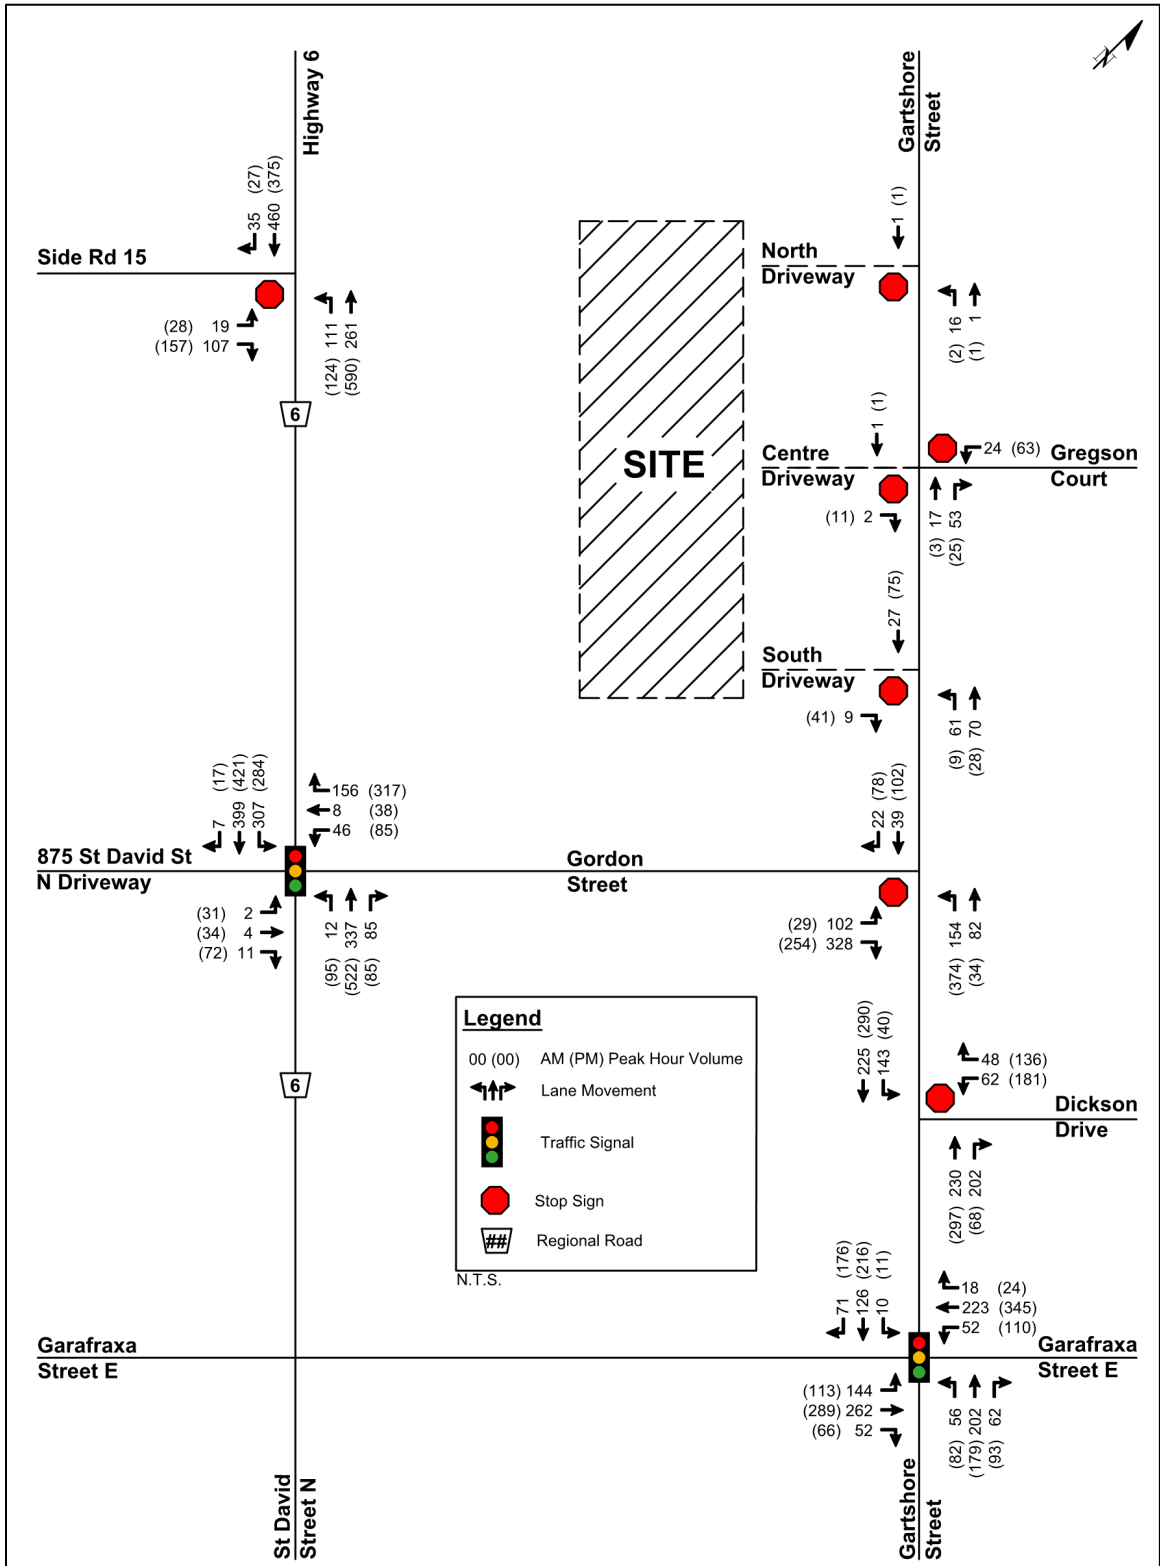 N
Highway 6
Gartshore
Street
35 (27)
460 (375)
1 (1)
Side Rd 15
North
Driveway
(28) 19
(157) 107
(124) 111
(590) 261
(2) 16
(1) 1
6
1 (1)
SITE
Centre
Driveway
24 (63)
Gregson
Court
(11) 2
(3) 17
(25) 53
27 (75)
South
Driveway
(41) 9
(9) 61
(28) 70
7 (17)
399 (421)
307 (284)
156 (317)
8 (38)
46 (85)
22 (78)
39 (102)
875 St David St
N Driveway
Gordon
Street
(31) 2
(34) 4
(72) 11
(95) 12
(522) 337
(85) 85
(29) 102
(254) 328
(374) 154
(34) 82
Legend
00 (00) AM (PM) Peak Hour Volume
Lane Movement
Traffic Signal
Stop Sign
## Regional Road
N.T.S.
6
225 (290)
143 (40)
48 (136)
62 (181)
Dickson
Drive
(297) 230
(68) 202
71 (176)
126 (216)
10 (11)
18 (24)
223 (345)
52 (110)
Garafraxa
Street E
Garafraxa
Street E
(113) 144
(289) 262
(66) 52
(82) 56
(179) 202
(93) 62
St David
Street N
Gartshore
Street